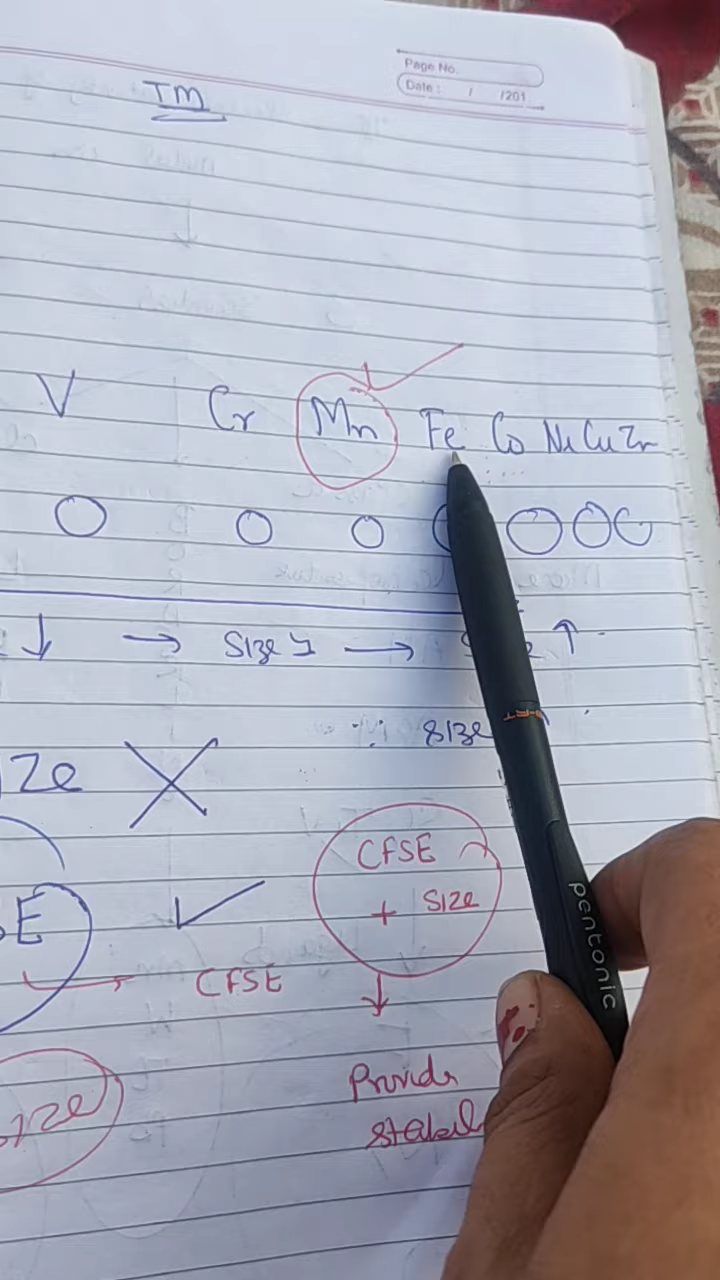 Page No.
Date : / /201
TM
V Cr Mn Fe Co Ni Cu Zn
↓ → Size ↓ → ↑
size
ze
CFSE
+ Size
E
→ CFSE
↓
Provide
size
pentonic